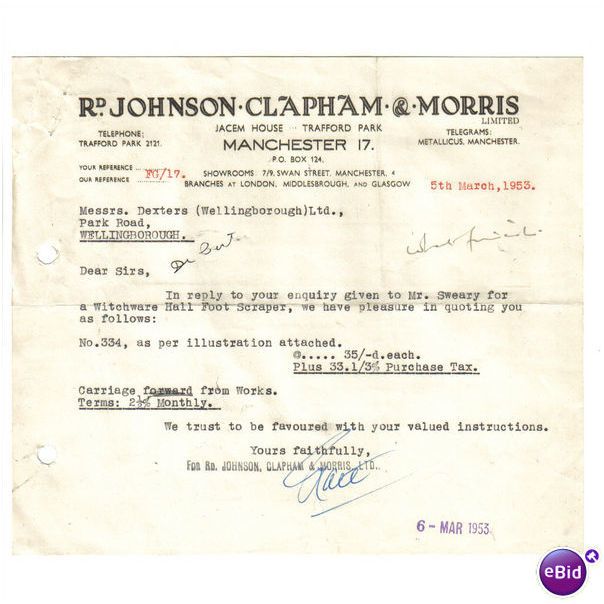 RD. JOHNSON · CLAPHAM · & · MORRIS
LIMITED
JACEM HOUSE TRAFFORD PARK
MANCHESTER 17.
P.O. BOX 124.
TELEPHONE;
TRAFFORD PARK 2121.
TELEGRAMS:
METALLICUS, MANCHESTER.
YOUR REFERENCE ..
OUR REFERENCE FG/17.
SHOWROOMS 7/9, SWAN STREET, MANCHESTER, 4
BRANCHES AT LONDON, MIDDLESBROUGH, AND GLASGOW
5th March, 1953.
Messrs. Dexters (Wellingborough)Ltd.,
Park Road,
WELLINGBOROUGH.
Dear Sirs,
In reply to your enquiry given to Mr. Sweary for
a Witchware Hall Foot Scraper, we have pleasure in quoting you
as follows:
No.334, as per illustration attached.
@..... 35/-d.each.
Plus 33.1/3% Purchase Tax.
Carriage forward from Works.
Terms: 2½% Monthly.
We trust to be favoured with your valued instructions.
Yours faithfully,
FOR RD. JOHNSON, CLAPHAM & MORRIS, LTD..
6 - MAR 1953
eBid